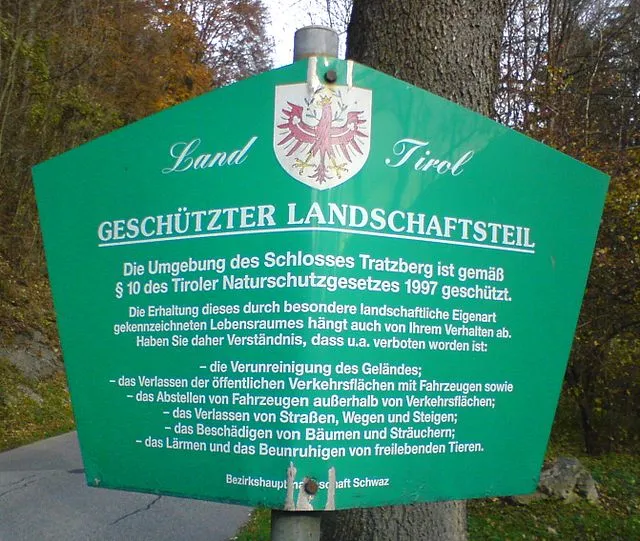 Land Tirol
GESCHÜTZTER LANDSCHAFTSTEIL
Die Umgebung des Schlosses Tratzberg ist gemäß
§ 10 des Tiroler Naturschutzgesetzes 1997 geschützt.
Die Erhaltung dieses durch besondere landschaftliche Eigenart
gekennzeichneten Lebensraumes hängt auch von Ihrem Verhalten ab.
Haben Sie daher Verständnis, dass u.a. verboten worden ist:
– die Verunreinigung des Geländes;
– das Verlassen der öffentlichen Verkehrsflächen mit Fahrzeugen sowie
– das Abstellen von Fahrzeugen außerhalb von Verkehrsflächen;
– das Verlassen von Straßen, Wegen und Steigen;
– das Beschädigen von Bäumen und Sträuchern;
– das Lärmen und das Beunruhigen von freilebenden Tieren.
Bezirkshauptmannschaft Schwaz